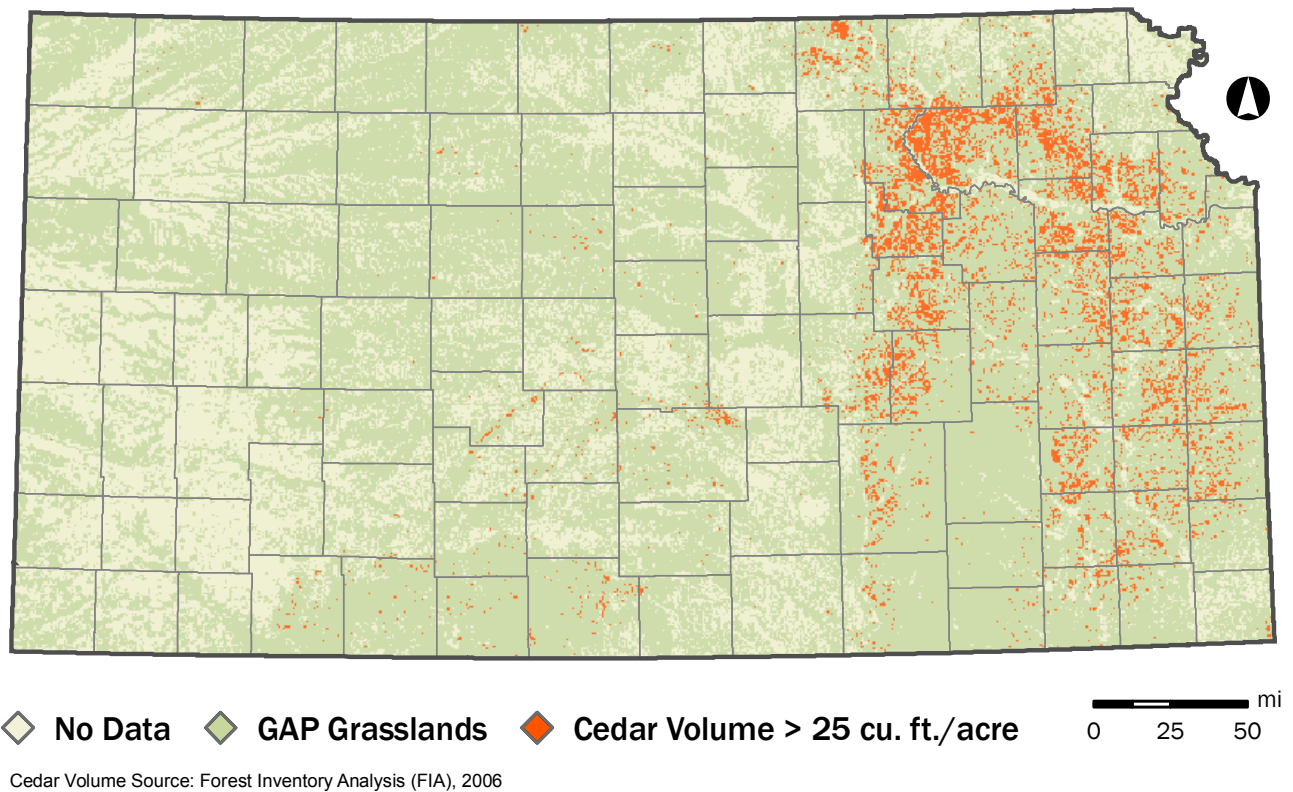 mi
No Data GAP Grasslands Cedar Volume > 25 cu. ft./acre
0 25 50
Cedar Volume Source: Forest Inventory Analysis (FIA), 2006